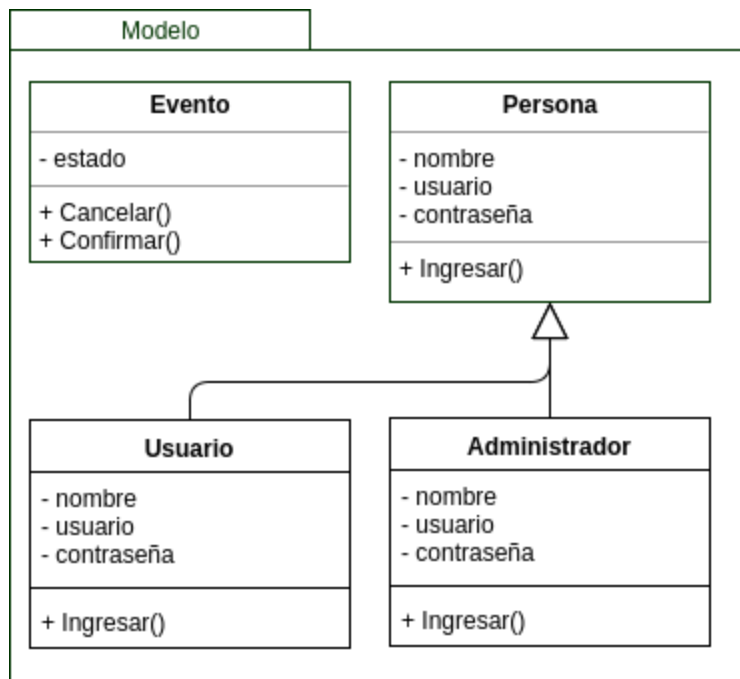 Modelo
Evento
- estado
+ Cancelar()
+ Confirmar()
Persona
- nombre
- usuario
- contraseña
+ Ingresar()
Usuario
- nombre
- usuario
- contraseña
+ Ingresar()
Administrador
- nombre
- usuario
- contraseña
+ Ingresar()